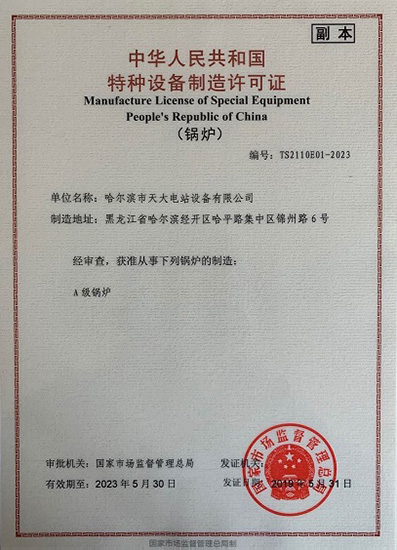 副本
中华人民共和国
特种设备制造许可证
Manufacture License of Special Equipment
People's Republic of China
（锅炉）
编号：TS2110E01-2023
单位名称：哈尔滨市天大电站设备有限公司
制造地址：黑龙江省哈尔滨经开区哈平路集中区锦州路6号
经审查，获准从事下列锅炉的制造：
A级锅炉
国家市场监督管理总局
审批机关：国家市场监督管理总局 发证机关：
有效期至：2023年5月30日 发证日期：2019年5月31日
国家市场监督管理总局制